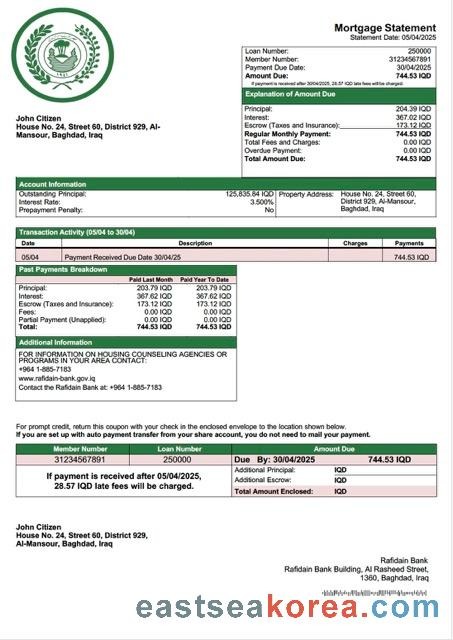 1941
Mortgage Statement
Statement Date: 05/04/2025
Loan Number: 250000
Member Number: 31234567891
Payment Due Date: 30/04/2025
Amount Due: 744.53 IQD
If payment is received after 30/04/2025, 28.57 IQD late fees will be charged.
Explanation of Amount Due
Principal: 204.39 IQD
Interest: 367.02 IQD
Escrow (Taxes and Insurance): 173.12 IQD
Regular Monthly Payment: 744.53 IQD
Total Fees and Charges: 0.00 IQD
Overdue Payment: 0.00 IQD
Total Amount Due: 744.53 IQD
John Citizen
House No. 24, Street 60, District 929, Al-
Mansour, Baghdad, Iraq
Account Information
Outstanding Principal: 125,835.84 IQD
Interest Rate: 3.500%
Prepayment Penalty: No
Property Address: House No. 24, Street 60,
District 929, Al-Mansour,
Baghdad, Iraq
Transaction Activity (05/04 to 30/04)
Date Description Charges Payments
05/04 Payment Received Due Date 30/04/25 744.53 IQD
Past Payments Breakdown
Paid Last Month Paid Year To Date
Principal: 203.79 IQD 203.79 IQD
Interest: 367.62 IQD 367.62 IQD
Escrow (Taxes and Insurance): 173.12 IQD 173.12 IQD
Fees: 0.00 IQD 0.00 IQD
Partial Payment (Unapplied): 0.00 IQD 0.00 IQD
Total: 744.53 IQD 744.53 IQD
Additional Information
FOR INFORMATION ON HOUSING COUNSELING AGENCIES OR
PROGRAMS IN YOUR AREA CONTACT:
+964 1-885-7183
www.rafidain-bank.gov.iq
Contact the Rafidain Bank at: +964 1-885-7183
For prompt credit, return this coupon with your check in the enclosed envelope to the location shown below.
If you are set up with auto payment transfer from your share account, you do not need to mail your payment.
Member Number Loan Number Amount Due
31234567891 250000 Due By: 30/04/2025 744.53 IQD
If payment is received after 05/04/2025,
28.57 IQD late fees will be charged.
Additional Principal: IQD
Additional Escrow: IQD
Total Amount Enclosed: IQD
John Citizen
House No. 24, Street 60, District 929,
Al-Mansour, Baghdad, Iraq
Rafidain Bank
Rafidain Bank Building, Al Rasheed Street,
1360, Baghdad, Iraq
eastseakorea.com